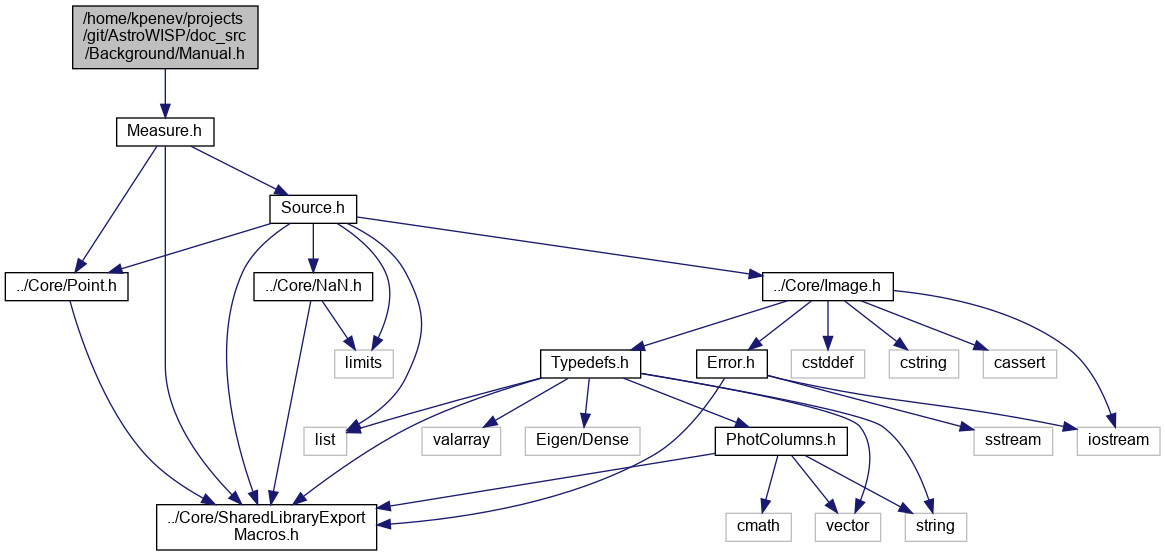 /home/kpenev/projects
/git/AstroWISP/doc_src
/Background/Manual.h
Measure.h
Source.h
../Core/Point.h
../Core/NaN.h
../Core/Image.h
limits
Typedefs.h
Error.h
cstddef
cstring
cassert
list
valarray
Eigen/Dense
PhotColumns.h
sstream
iostream
../Core/SharedLibraryExport
Macros.h
cmath
vector
string